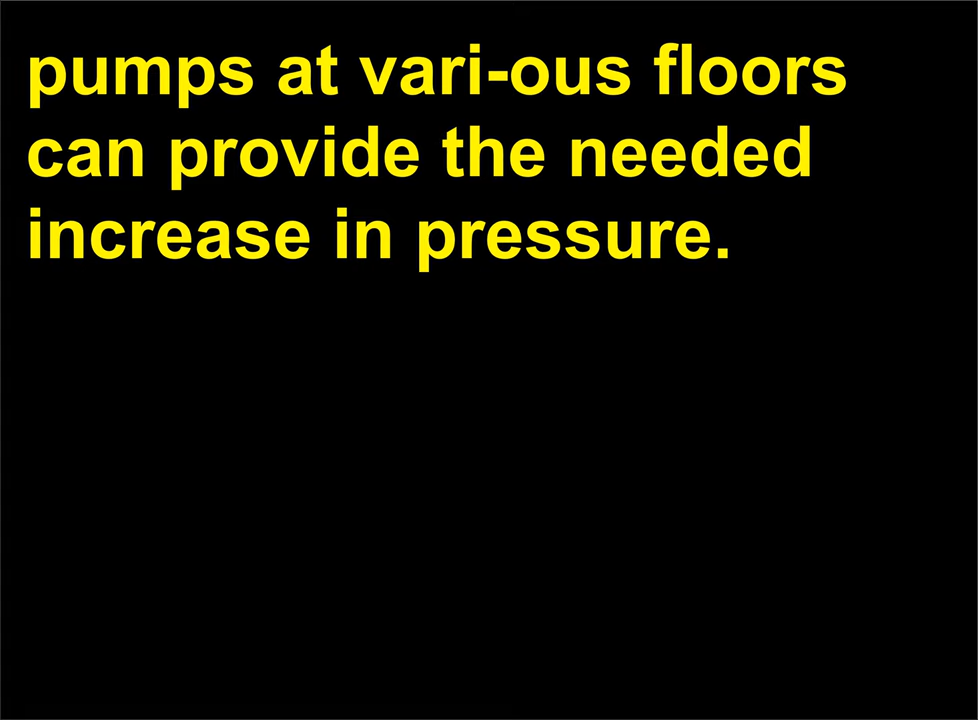 pumps at vari-ous floors
can provide the needed
increase in pressure.